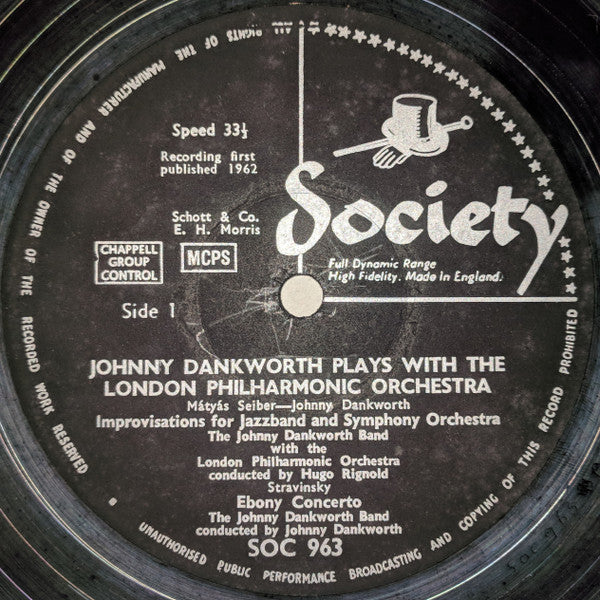 ALL RIGHTS OF THE MANUFACTURER AND OF THE OWNER OF THE RECORDED WORK RESERVED
UNAUTHORISED PUBLIC PERFORMANCE BROADCASTING AND COPYING OF THIS RECORD PROHIBITED
Society
Full Dynamic Range
High Fidelity. Made in England.
Speed 33⅓
Recording first
published 1962
Schott & Co.
E. H. Morris
CHAPPELL
GROUP
CONTROL
MCPS
Side 1
JOHNNY DANKWORTH PLAYS WITH THE
LONDON PHILHARMONIC ORCHESTRA
Mátyás Seiber—Johnny Dankworth
Improvisations for Jazzband and Symphony Orchestra
The Johnny Dankworth Band
with the
London Philharmonic Orchestra
conducted by Hugo Rignold
Stravinsky
Ebony Concerto
The Johnny Dankworth Band
conducted by Johnny Dankworth
SOC 963